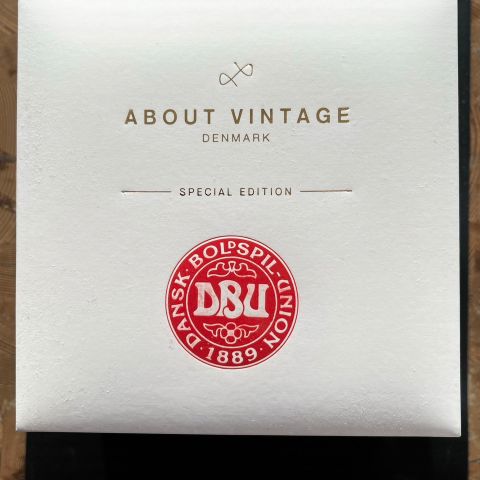 ABOUT VINTAGE
DENMARK
SPECIAL EDITION
DANSK · BOLDSPIL-UNION
DBU
· 1889 ·